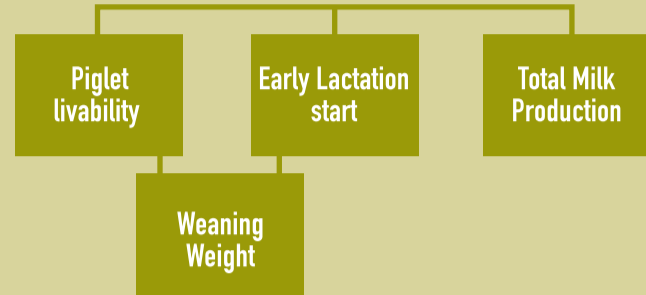 Piglet
livability
Early Lactation
start
Total Milk
Production
Weaning
Weight